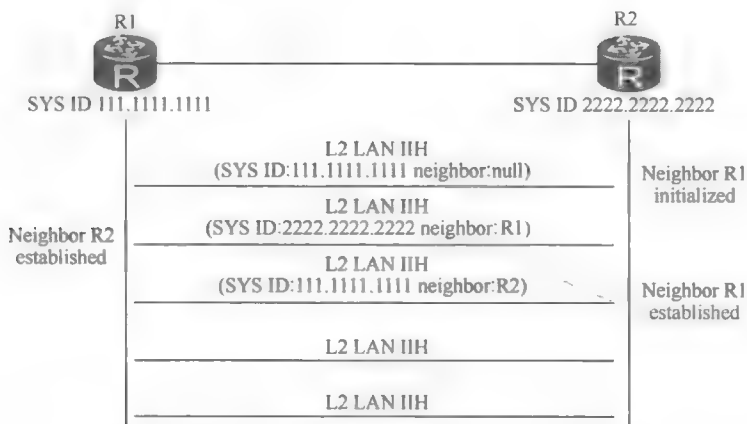 R1
R2
R
R
SYS ID 111.1111.1111
SYS ID 2222.2222.2222
L2 LAN IIH
(SYS ID:111.1111.1111 neighbor:null)
Neighbor R1
initialized
L2 LAN IIH
(SYS ID:2222.2222.2222 neighbor:R1)
Neighbor R2
established
L2 LAN IIH
(SYS ID:111.1111.1111 neighbor:R2)
Neighbor R1
established
L2 LAN IIH
L2 LAN IIH